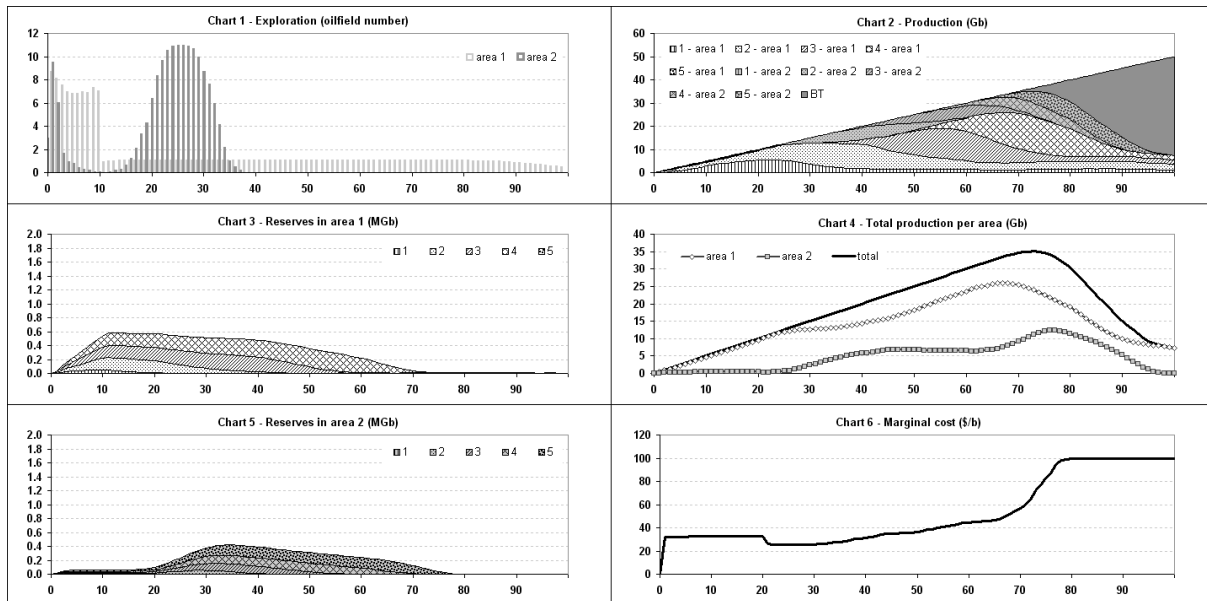 Chart 1 - Exploration (oilfield number)
12
10
8
6
4
2
0
area 1 area 2
0 10 20 30 40 50 60 70 80 90
Chart 2 - Production (Gb)
60
50
40
30
20
10
0
1 - area 1 2 - area 1 3 - area 1 4 - area 1
5 - area 1 1 - area 2 2 - area 2 3 - area 2
4 - area 2 5 - area 2 BT
0 10 20 30 40 50 60 70 80 90
Chart 3 - Reserves in area 1 (MGb)
2.0
1.8
1.6
1.4
1.2
1.0
0.8
0.6
0.4
0.2
0.0
1 2 3 4 5
0 10 20 30 40 50 60 70 80 90
Chart 4 - Total production per area (Gb)
40
35
30
25
20
15
10
5
0
area 1 area 2 total
0 10 20 30 40 50 60 70 80 90
Chart 5 - Reserves in area 2 (MGb)
2.0
1.8
1.6
1.4
1.2
1.0
0.8
0.6
0.4
0.2
0.0
1 2 3 4 5
0 10 20 30 40 50 60 70 80 90
Chart 6 - Marginal cost ($/b)
120
100
80
60
40
20
0
0 10 20 30 40 50 60 70 80 90